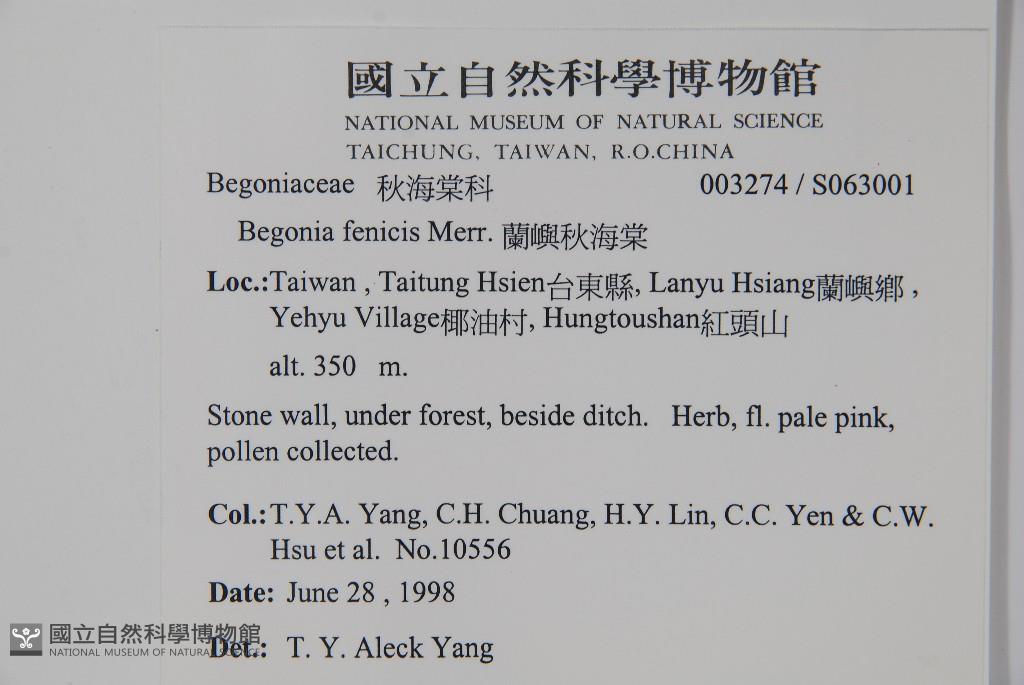 國立自然科學博物館
NATIONAL MUSEUM OF NATURAL SCIENCE
TAICHUNG, TAIWAN, R.O.CHINA
Begoniaceae 秋海棠科 003274 / S063001
Begonia fenicis Merr. 蘭嶼秋海棠
Loc.:Taiwan , Taitung Hsien台東縣, Lanyu Hsiang蘭嶼鄉 ,
Yehyu Village椰油村, Hungtoushan紅頭山
alt. 350 m.
Stone wall, under forest, beside ditch. Herb, fl. pale pink,
pollen collected.
Col.:T.Y.A. Yang, C.H. Chuang, H.Y. Lin, C.C. Yen & C.W.
Hsu et al. No.10556
Date: June 28 , 1998
Det.: T. Y. Aleck Yang
國立自然科學博物館
NATIONAL MUSEUM OF NATURAL SCIENCE